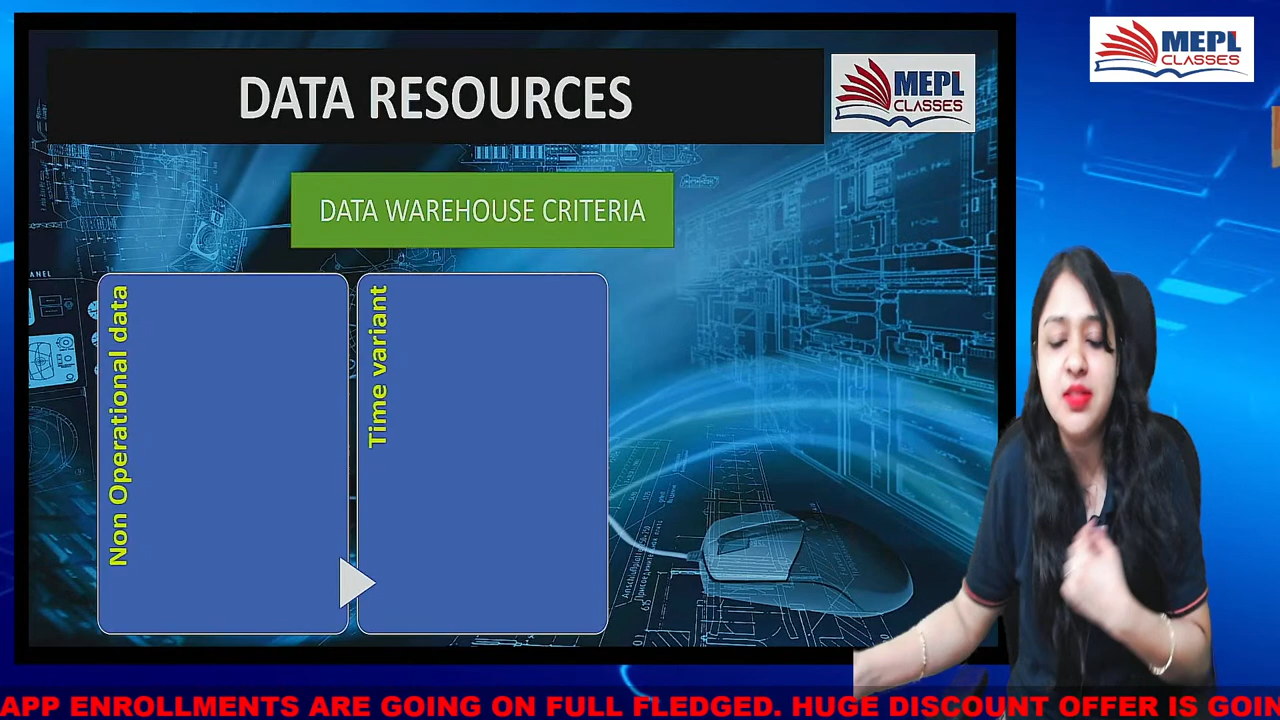 DATA RESOURCES
MEPL
CLASSES
MEPL
CLASSES
DATA WAREHOUSE CRITERIA
Non Operational data
Time variant
APP ENROLLMENTS ARE GOING ON FULL FLEDGED. HUGE DISCOUNT OFFER IS GOIN